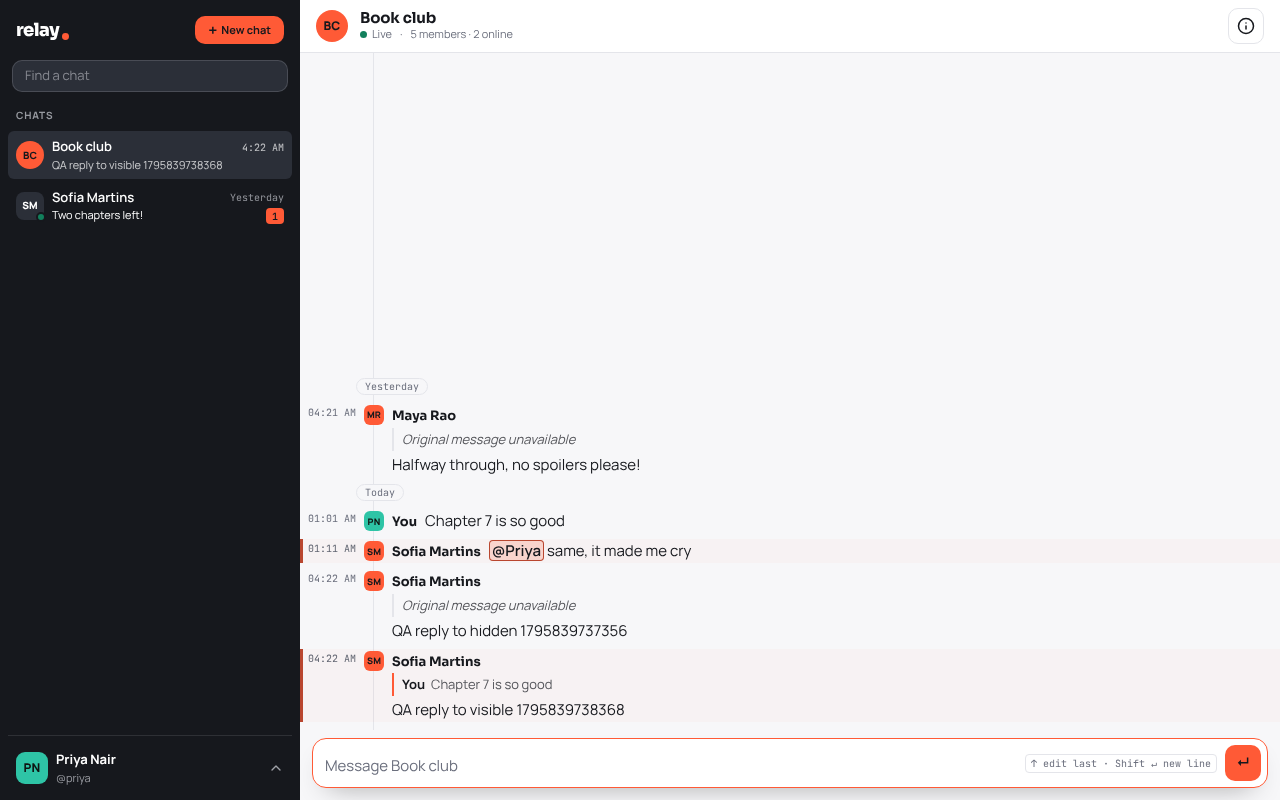 relay
+ New chat
Find a chat
CHATS
BC
Book club
4:22 AM
QA reply to visible 1795839738368
SM
Sofia Martins
Yesterday
Two chapters left!
1
PN
Priya Nair
@priya
BC
Book club
Live · 5 members · 2 online
Yesterday
04:21 AM MR Maya Rao
Original message unavailable
Halfway through, no spoilers please!
Today
01:01 AM PN You Chapter 7 is so good
01:11 AM SM Sofia Martins @Priya same, it made me cry
04:22 AM SM Sofia Martins
Original message unavailable
QA reply to hidden 1795839737356
04:22 AM SM Sofia Martins
You Chapter 7 is so good
QA reply to visible 1795839738368
Message Book club
↑ edit last · Shift ↵ new line